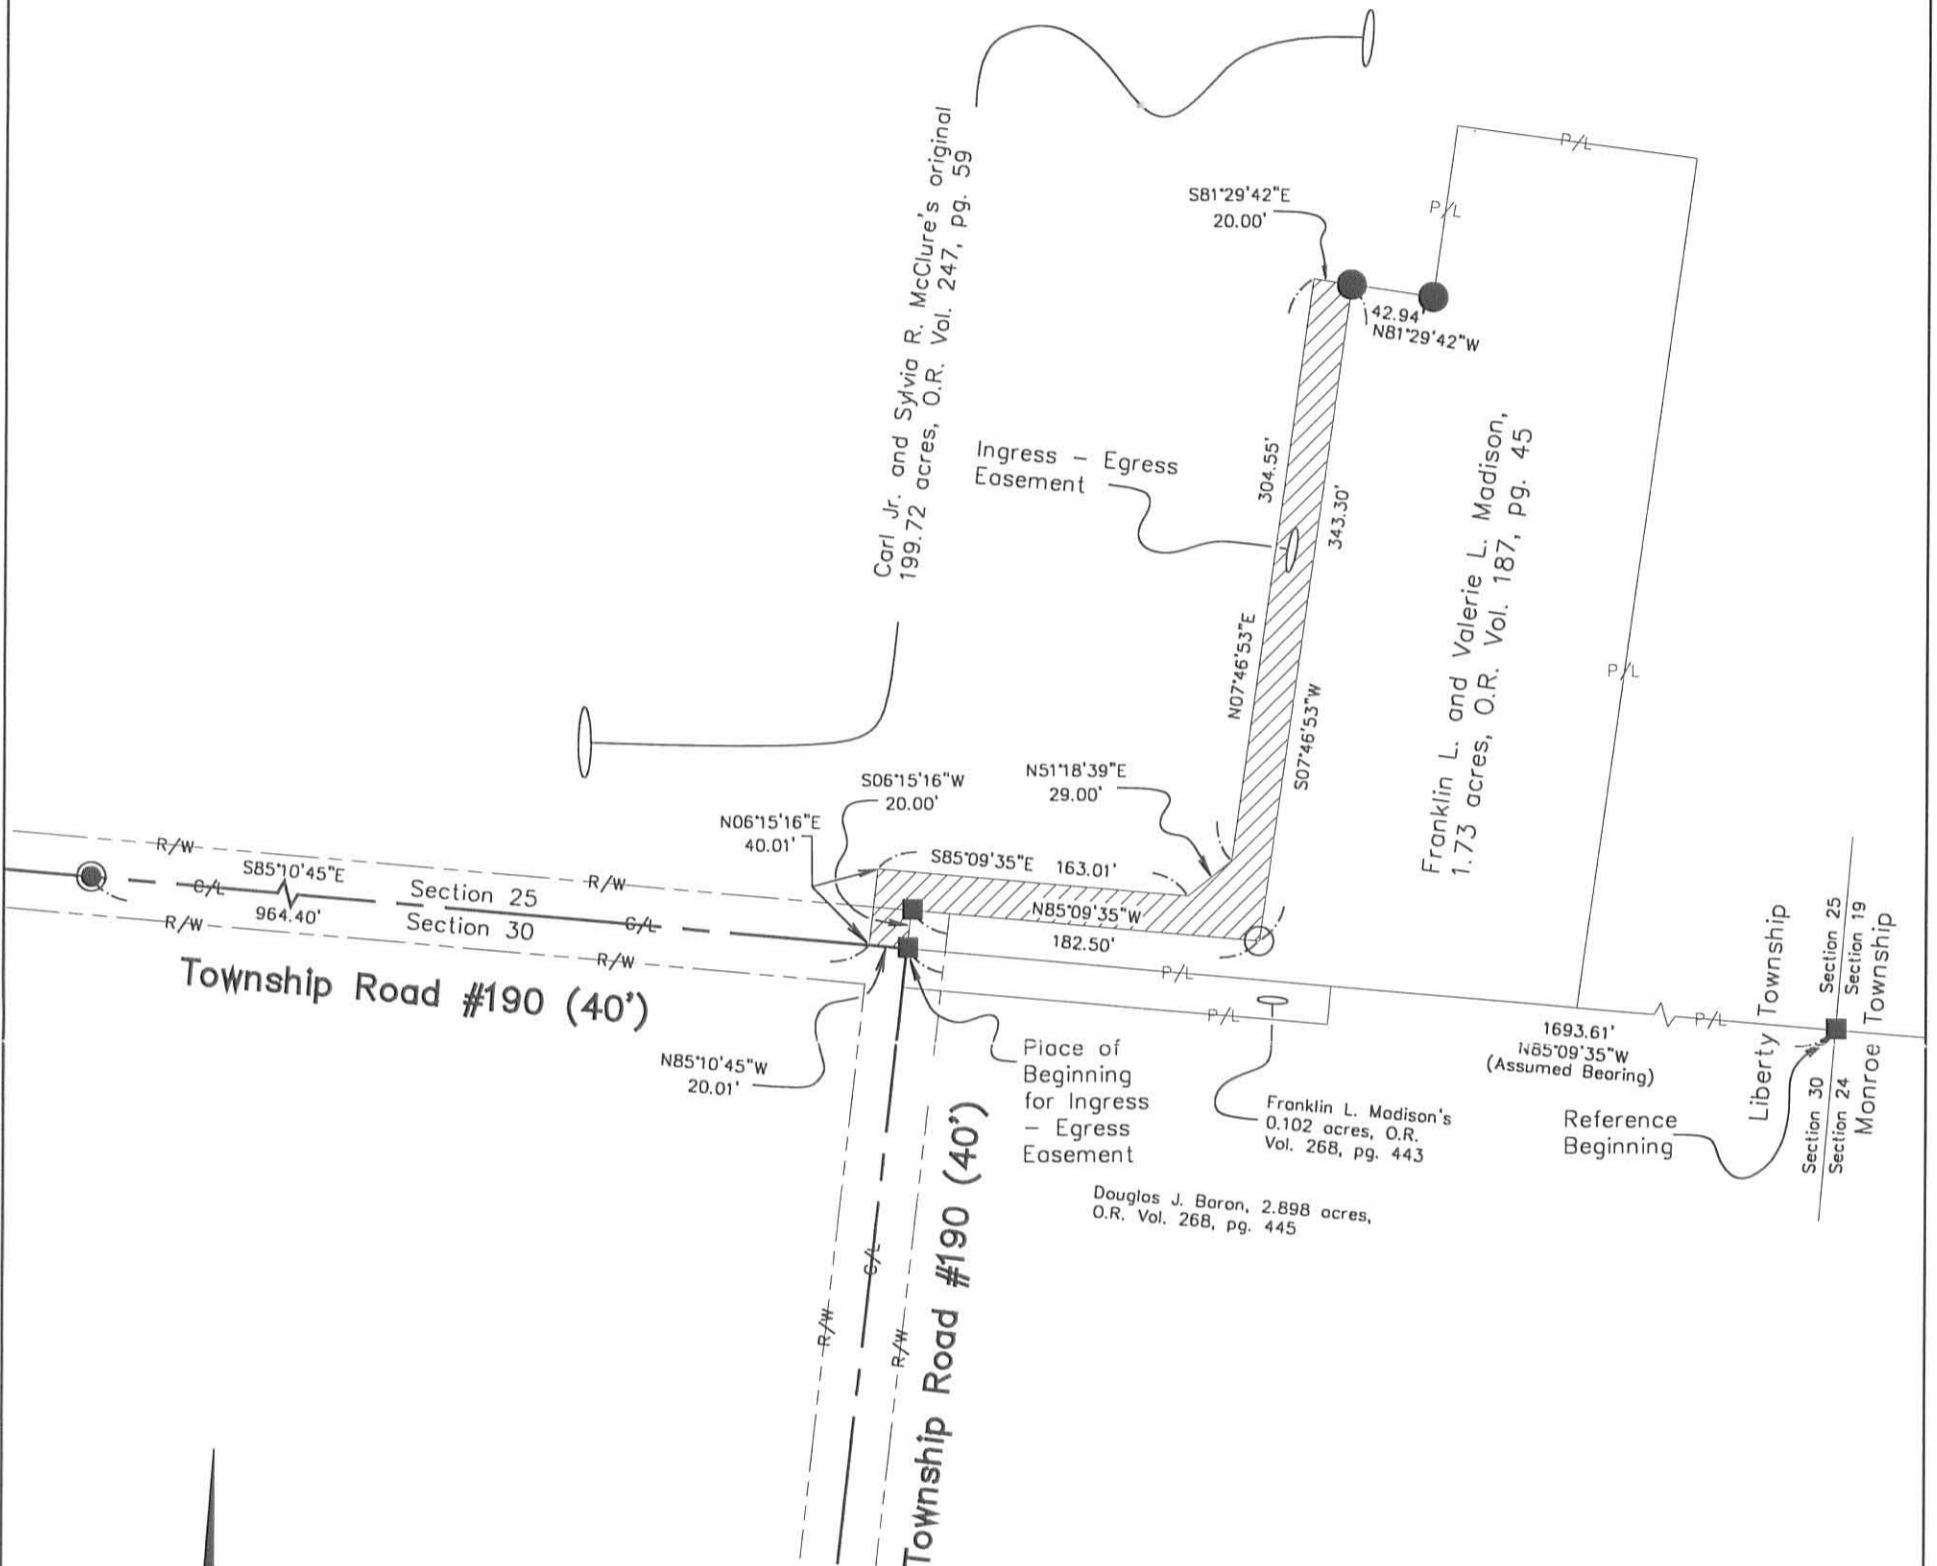 P/L
P/L
S81°29'42"E
20.00'
42.94'
N81°29'42"W
Carl Jr. and Sylvia R. McClure's original
199.72 acres, O.R. Vol. 247, pg. 59
Ingress - Egress
Easement
304.55'
343.30'
N07°46'53"E
S07°46'53"W
Franklin L. and Valerie L. Madison,
1.73 acres, O.R. Vol. 187, pg. 45
P/L
S06°15'16"W
20.00'
N51°18'39"E
29.00'
N06°15'16"E
40.01'
S85°09'35"E 163.01'
N85°09'35"W
182.50'
R/W
S85°10'45"E
C/L
964.40'
R/W
Section 25
Section 30
R/W
C/L
R/W
Township Road #190 (40')
N85°10'45"W
20.01'
P/L
P/L
Place of
Beginning
for Ingress
- Egress
Easement
Franklin L. Madison's
0.102 acres, O.R.
Vol. 268, pg. 443
Douglas J. Baron, 2.898 acres,
O.R. Vol. 268, pg. 445
1693.61'
N85°09'35"W
(Assumed Bearing)
P/L
Reference
Beginning
Liberty Township
Section 25
Section 19
Monroe Township
Section 30
Section 24
C/L
R/W
R/W
Township Road #190 (40')